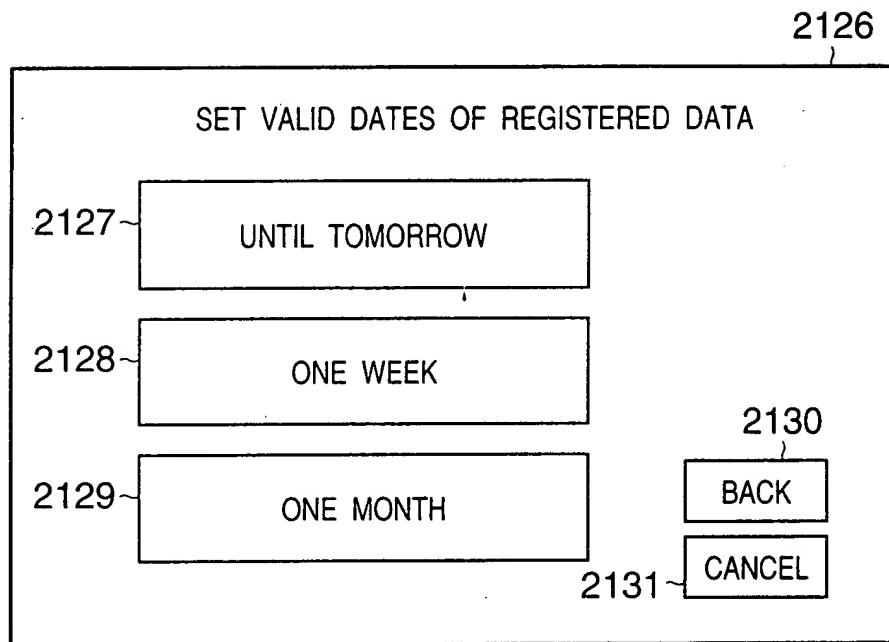 2126
SET VALID DATES OF REGISTERED DATA
2127
UNTIL TOMORROW
2128
ONE WEEK
2129
ONE MONTH
2130
BACK
2131
CANCEL